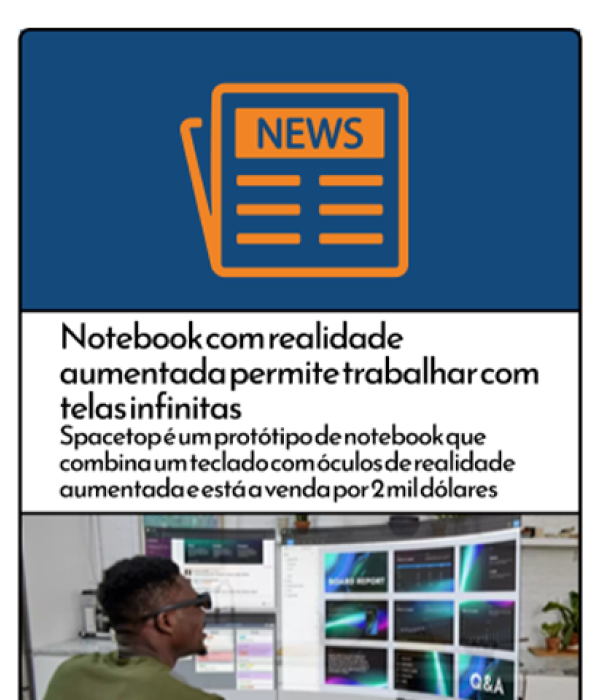 NEWS
Notebook com realidade
aumentada permite trabalhar com
telas infinitas
Spacetop é um protótipo de notebook que
combina um teclado com óculos de realidade
aumentada e está a venda por 2 mil dólares
BOARD REPORT
Q&A